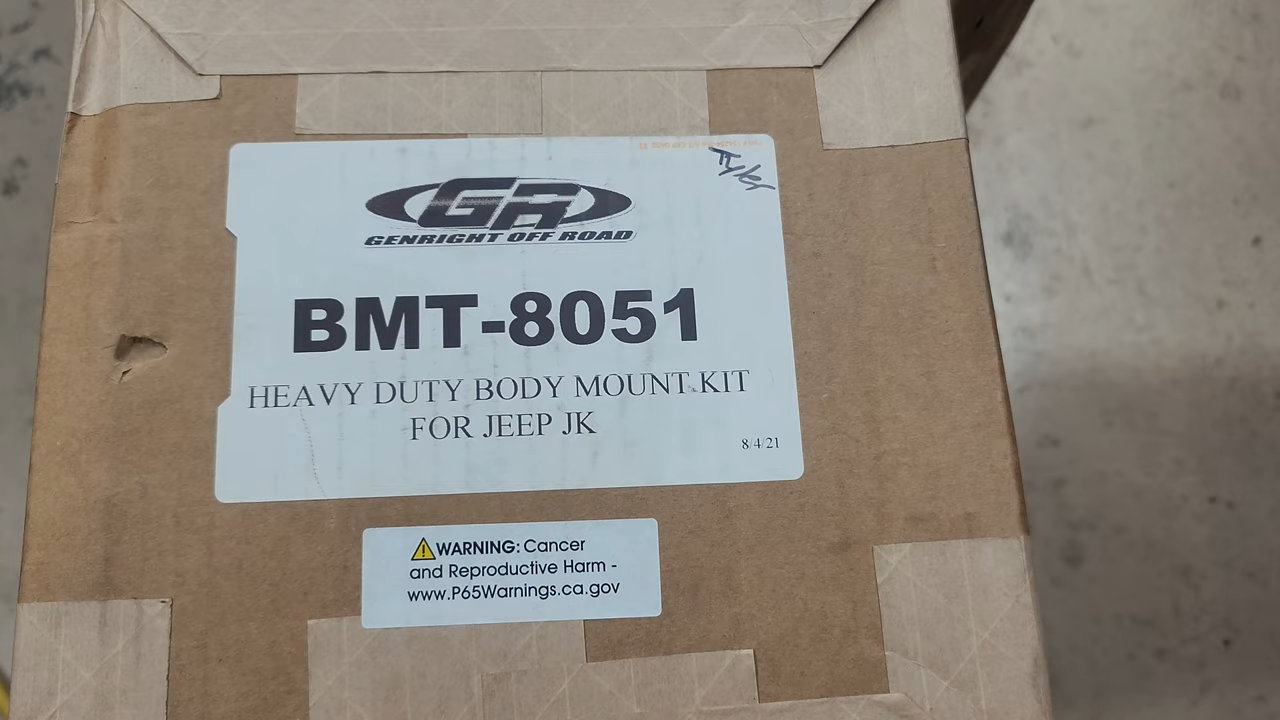 Tyler
GR
GENRIGHT OFF ROAD
BMT-8051
HEAVY DUTY BODY MOUNT KIT
FOR JEEP JK
8/4/21
WARNING: Cancer
and Reproductive Harm -
www.P65Warnings.ca.gov